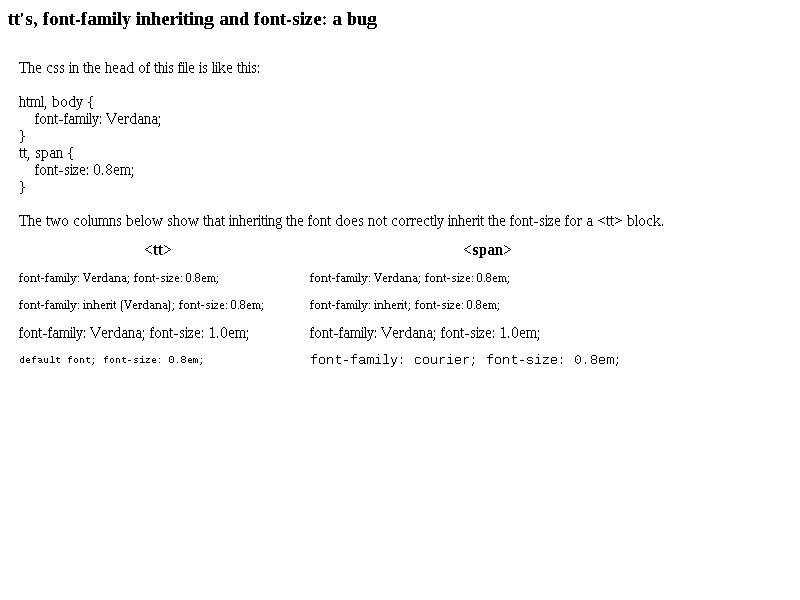 tt's, font-family inheriting and font-size: a bug
The css in the head of this file is like this:
html, body {
font-family: Verdana;
}
tt, span {
font-size: 0.8em;
}
The two columns below show that inheriting the font does not correctly inherit the font-size for a <tt> block.
<tt> <span>
font-family: Verdana; font-size: 0.8em; font-family: Verdana; font-size: 0.8em;
font-family: inherit (Verdana); font-size: 0.8em; font-family: inherit; font-size: 0.8em;
font-family: Verdana; font-size: 1.0em; font-family: Verdana; font-size: 1.0em;
default font; font-size: 0.8em; font-family: courier; font-size: 0.8em;